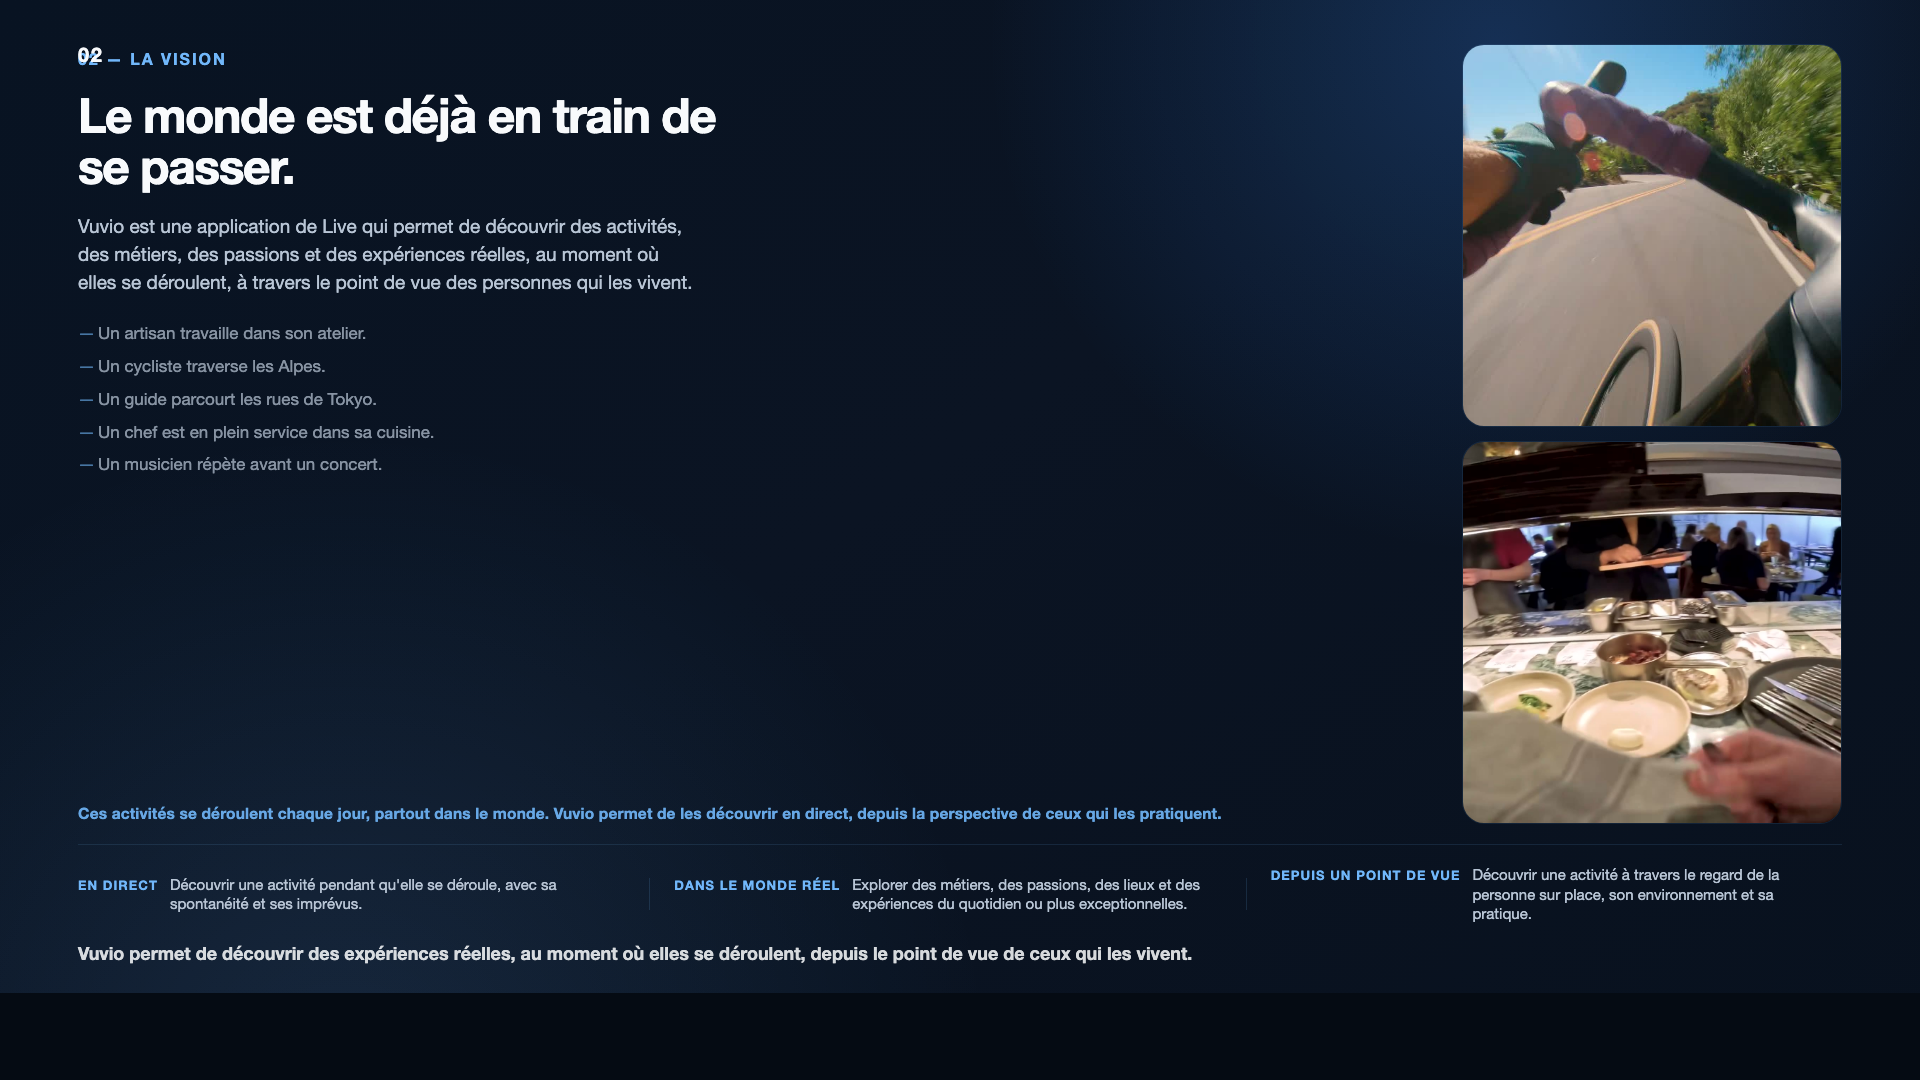 02
02 — LA VISION
Le monde est déjà en train de
se passer.
Vuvio est une application de Live qui permet de découvrir des activités,
des métiers, des passions et des expériences réelles, au moment où
elles se déroulent, à travers le point de vue des personnes qui les vivent.
— Un artisan travaille dans son atelier.
— Un cycliste traverse les Alpes.
— Un guide parcourt les rues de Tokyo.
— Un chef est en plein service dans sa cuisine.
— Un musicien répète avant un concert.
Ces activités se déroulent chaque jour, partout dans le monde. Vuvio permet de les découvrir en direct, depuis la perspective de ceux qui les pratiquent.
EN DIRECT
Découvrir une activité pendant qu'elle se déroule, avec sa
spontanéité et ses imprévus.
DANS LE MONDE RÉEL
Explorer des métiers, des passions, des lieux et des
expériences du quotidien ou plus exceptionnelles.
DEPUIS UN POINT DE VUE
Découvrir une activité à travers le regard de la
personne sur place, son environnement et sa
pratique.
Vuvio permet de découvrir des expériences réelles, au moment où elles se déroulent, depuis le point de vue de ceux qui les vivent.